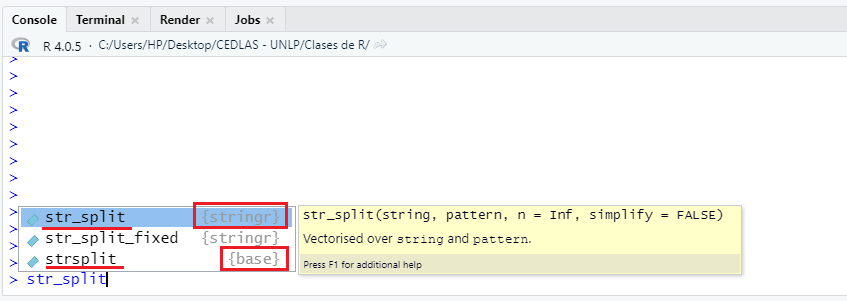 Console Terminal Render Jobs
R 4.0.5 · C:/Users/HP/Desktop/CEDLAS - UNLP/Clases de R/
>
>
>
>
>
>
>
>
>
>
>
>
>
str_split {stringr}
str_split_fixed {stringr}
strsplit {base}
str_split(string, pattern, n = Inf, simplify = FALSE)
Vectorised over string and pattern.
Press F1 for additional help
> str_split